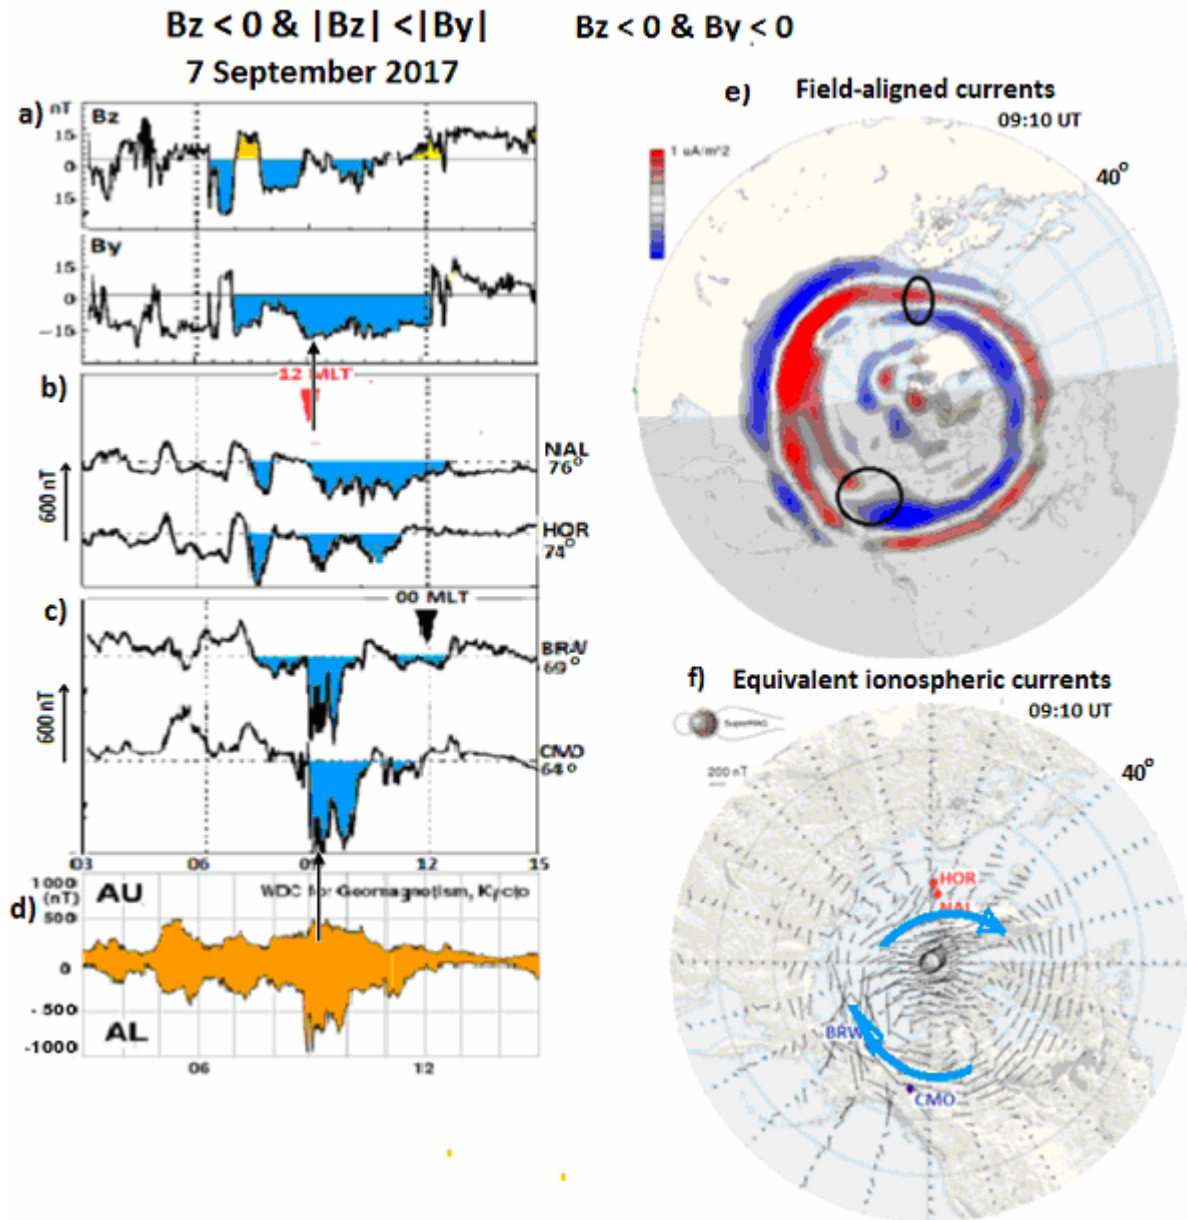 Bz < 0 & |Bz| <|By|
Bz < 0 & By < 0
7 September 2017
a)
nT
Bz
15
0
15
By
15
0
-15
b)
12 MLT
NAL
76°
600 nT
HOR
74°
c)
00 MLT
BRW
69°
600 nT
CMO
64°
03
06
09
12
15
d)
1000
(nT)
AU
WDC for Geomagnetism, Kyoto
500
0
-500
AL
-1000
06
12
e)
Field-aligned currents
09:10 UT
1 uA/m^2
40°
f)
Equivalent ionospheric currents
09:10 UT
SuperMAG
200 nT
40°
HOR
NAL
BRW
CMO